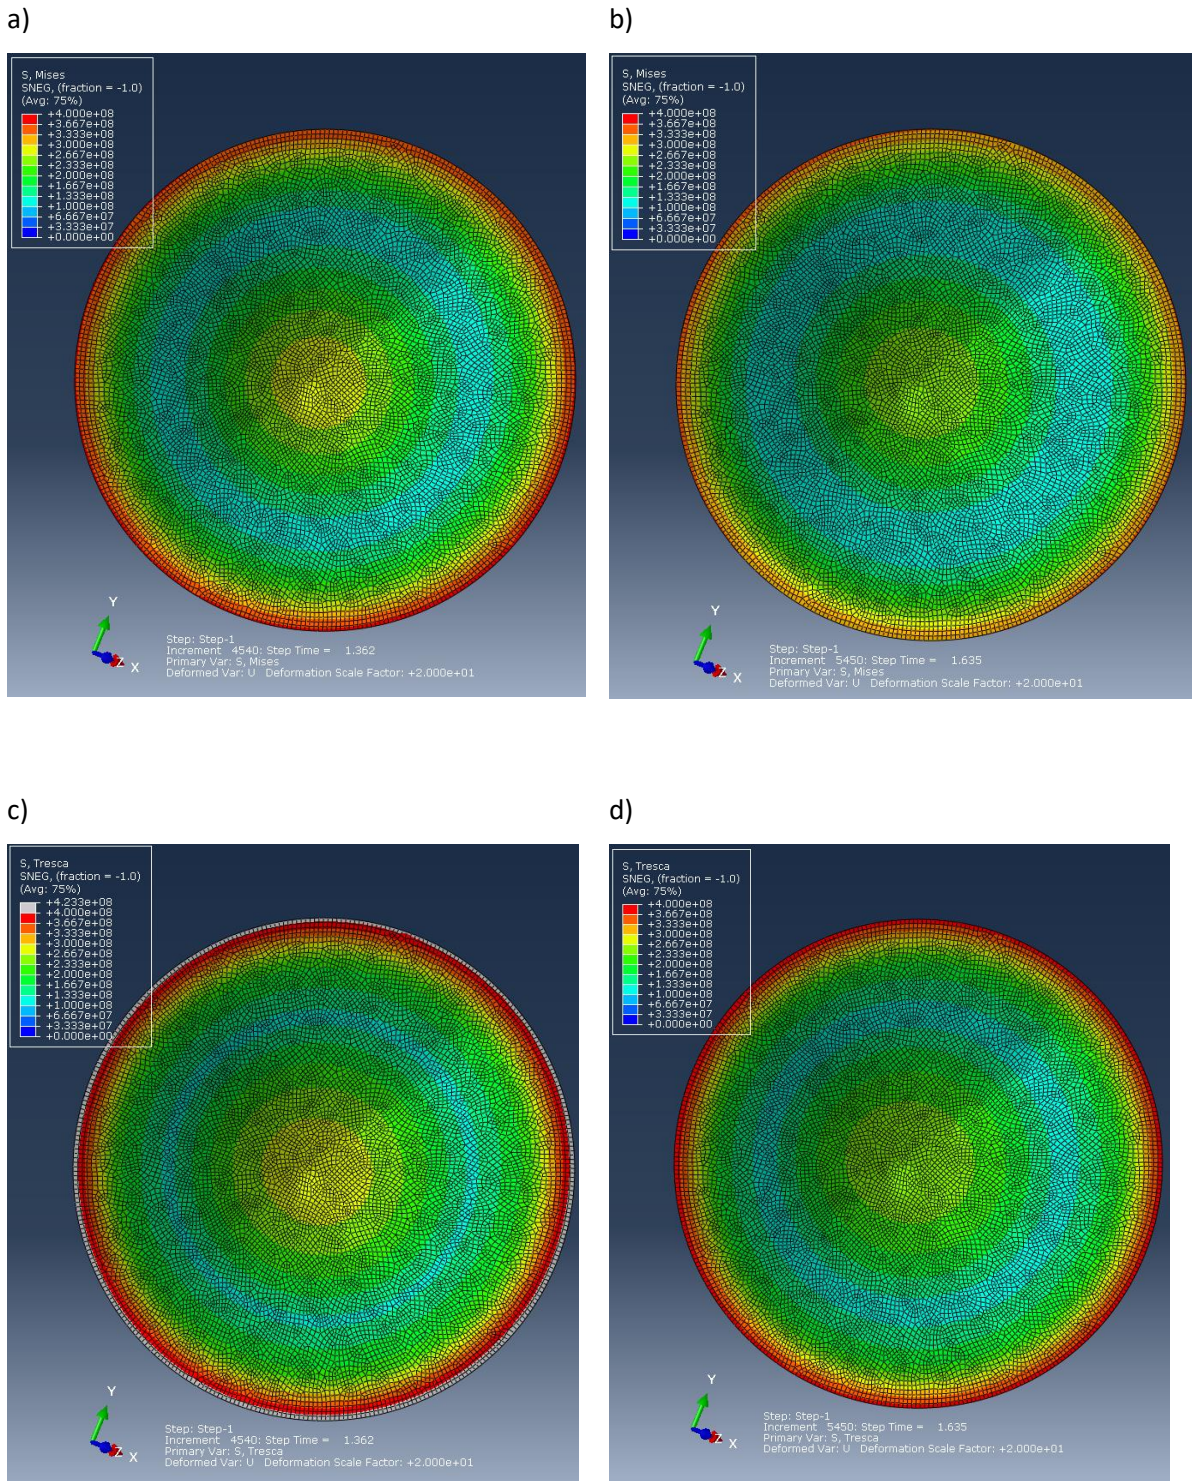 a)
S, Mises
SNEG, (fraction = -1.0)
(Avg: 75%)
+4.000e+08
+3.667e+08
+3.333e+08
+3.000e+08
+2.667e+08
+2.333e+08
+2.000e+08
+1.667e+08
+1.333e+08
+1.000e+08
+6.667e+07
+3.333e+07
+0.000e+00
Y
Z
X
Step: Step-1
Increment 4540: Step Time = 1.362
Primary Var: S, Mises
Deformed Var: U Deformation Scale Factor: +2.000e+01
b)
S, Mises
SNEG, (fraction = -1.0)
(Avg: 75%)
+4.000e+08
+3.667e+08
+3.333e+08
+3.000e+08
+2.667e+08
+2.333e+08
+2.000e+08
+1.667e+08
+1.333e+08
+1.000e+08
+6.667e+07
+3.333e+07
+0.000e+00
Y
Z
X
Step: Step-1
Increment 5450: Step Time = 1.635
Primary Var: S, Mises
Deformed Var: U Deformation Scale Factor: +2.000e+01
c)
S, Tresca
SNEG, (fraction = -1.0)
(Avg: 75%)
+4.233e+08
+4.000e+08
+3.667e+08
+3.333e+08
+3.000e+08
+2.667e+08
+2.333e+08
+2.000e+08
+1.667e+08
+1.333e+08
+1.000e+08
+6.667e+07
+3.333e+07
+0.000e+00
Y
Z
X
Step: Step-1
Increment 4540: Step Time = 1.362
Primary Var: S, Tresca
Deformed Var: U Deformation Scale Factor: +2.000e+01
d)
S, Tresca
SNEG, (fraction = -1.0)
(Avg: 75%)
+4.000e+08
+3.667e+08
+3.333e+08
+3.000e+08
+2.667e+08
+2.333e+08
+2.000e+08
+1.667e+08
+1.333e+08
+1.000e+08
+6.667e+07
+3.333e+07
+0.000e+00
Y
Z
X
Step: Step-1
Increment 5450: Step Time = 1.635
Primary Var: S, Tresca
Deformed Var: U Deformation Scale Factor: +2.000e+01